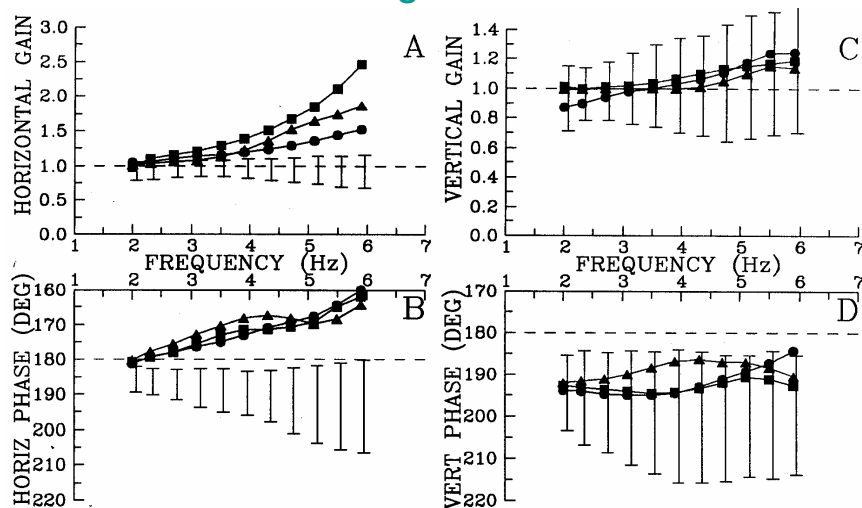 HORIZONTAL GAIN
3.0
2.5
2.0
1.5
1.0
0.5
0.0
A
1 2 3 4 5 6 7
FREQUENCY (Hz)
VERTICAL GAIN
1.4
1.2
1.0
0.8
0.6
0.4
0.2
0.0
C
1 2 3 4 5 6 7
FREQUENCY (Hz)
HORIZ PHASE (DEG)
1 2 3 4 5 6 7
160
170
180
190
200
210
220
B
VERT PHASE (DEG)
1 2 3 4 5 6 7
170
180
190
200
210
220
D